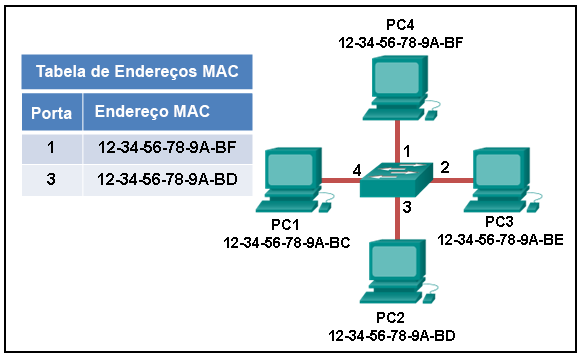 Tabela de Endereços MAC
Porta Endereço MAC
1 12-34-56-78-9A-BF
3 12-34-56-78-9A-BD
PC4
12-34-56-78-9A-BF
1
4
2
3
PC1
12-34-56-78-9A-BC
PC3
12-34-56-78-9A-BE
PC2
12-34-56-78-9A-BD